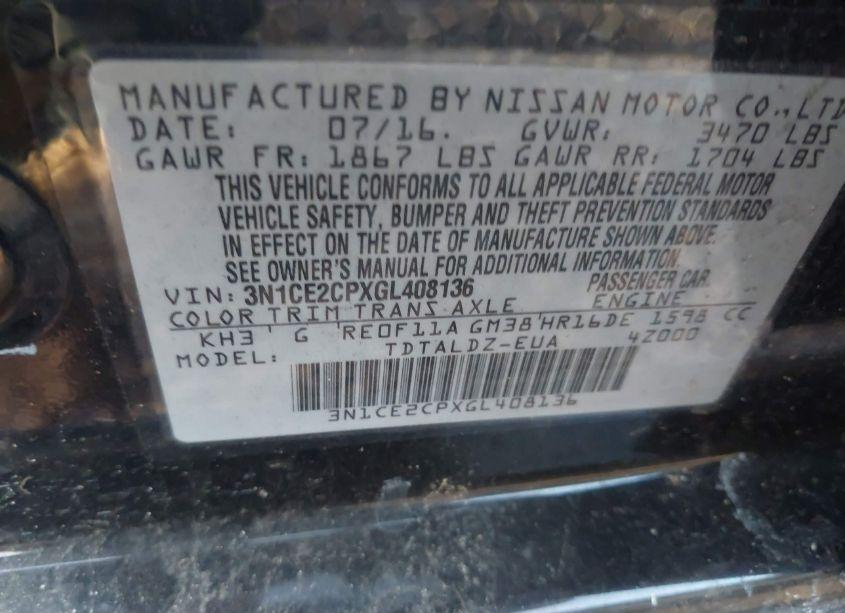 MANUFACTURED BY NISSAN MOTOR CO., LTD
DATE: 07/16. GVWR: 3470 LBS
GAWR FR: 1867 LBS GAWR RR: 1704 LBS
THIS VEHICLE CONFORMS TO ALL APPLICABLE FEDERAL MOTOR
VEHICLE SAFETY, BUMPER AND THEFT PREVENTION STANDARDS
IN EFFECT ON THE DATE OF MANUFACTURE SHOWN ABOVE.
SEE OWNER'S MANUAL FOR ADDITIONAL INFORMATION.
VIN: 3N1CE2CPXGL408136 PASSENGER CAR
COLOR TRIM TRANS AXLE ENGINE
KH3 G RE0F11A GM38 HR16DE 1598 CC
MODEL: TDTALDZ-EUA 4Z000
3N1CE2CPXGL408136